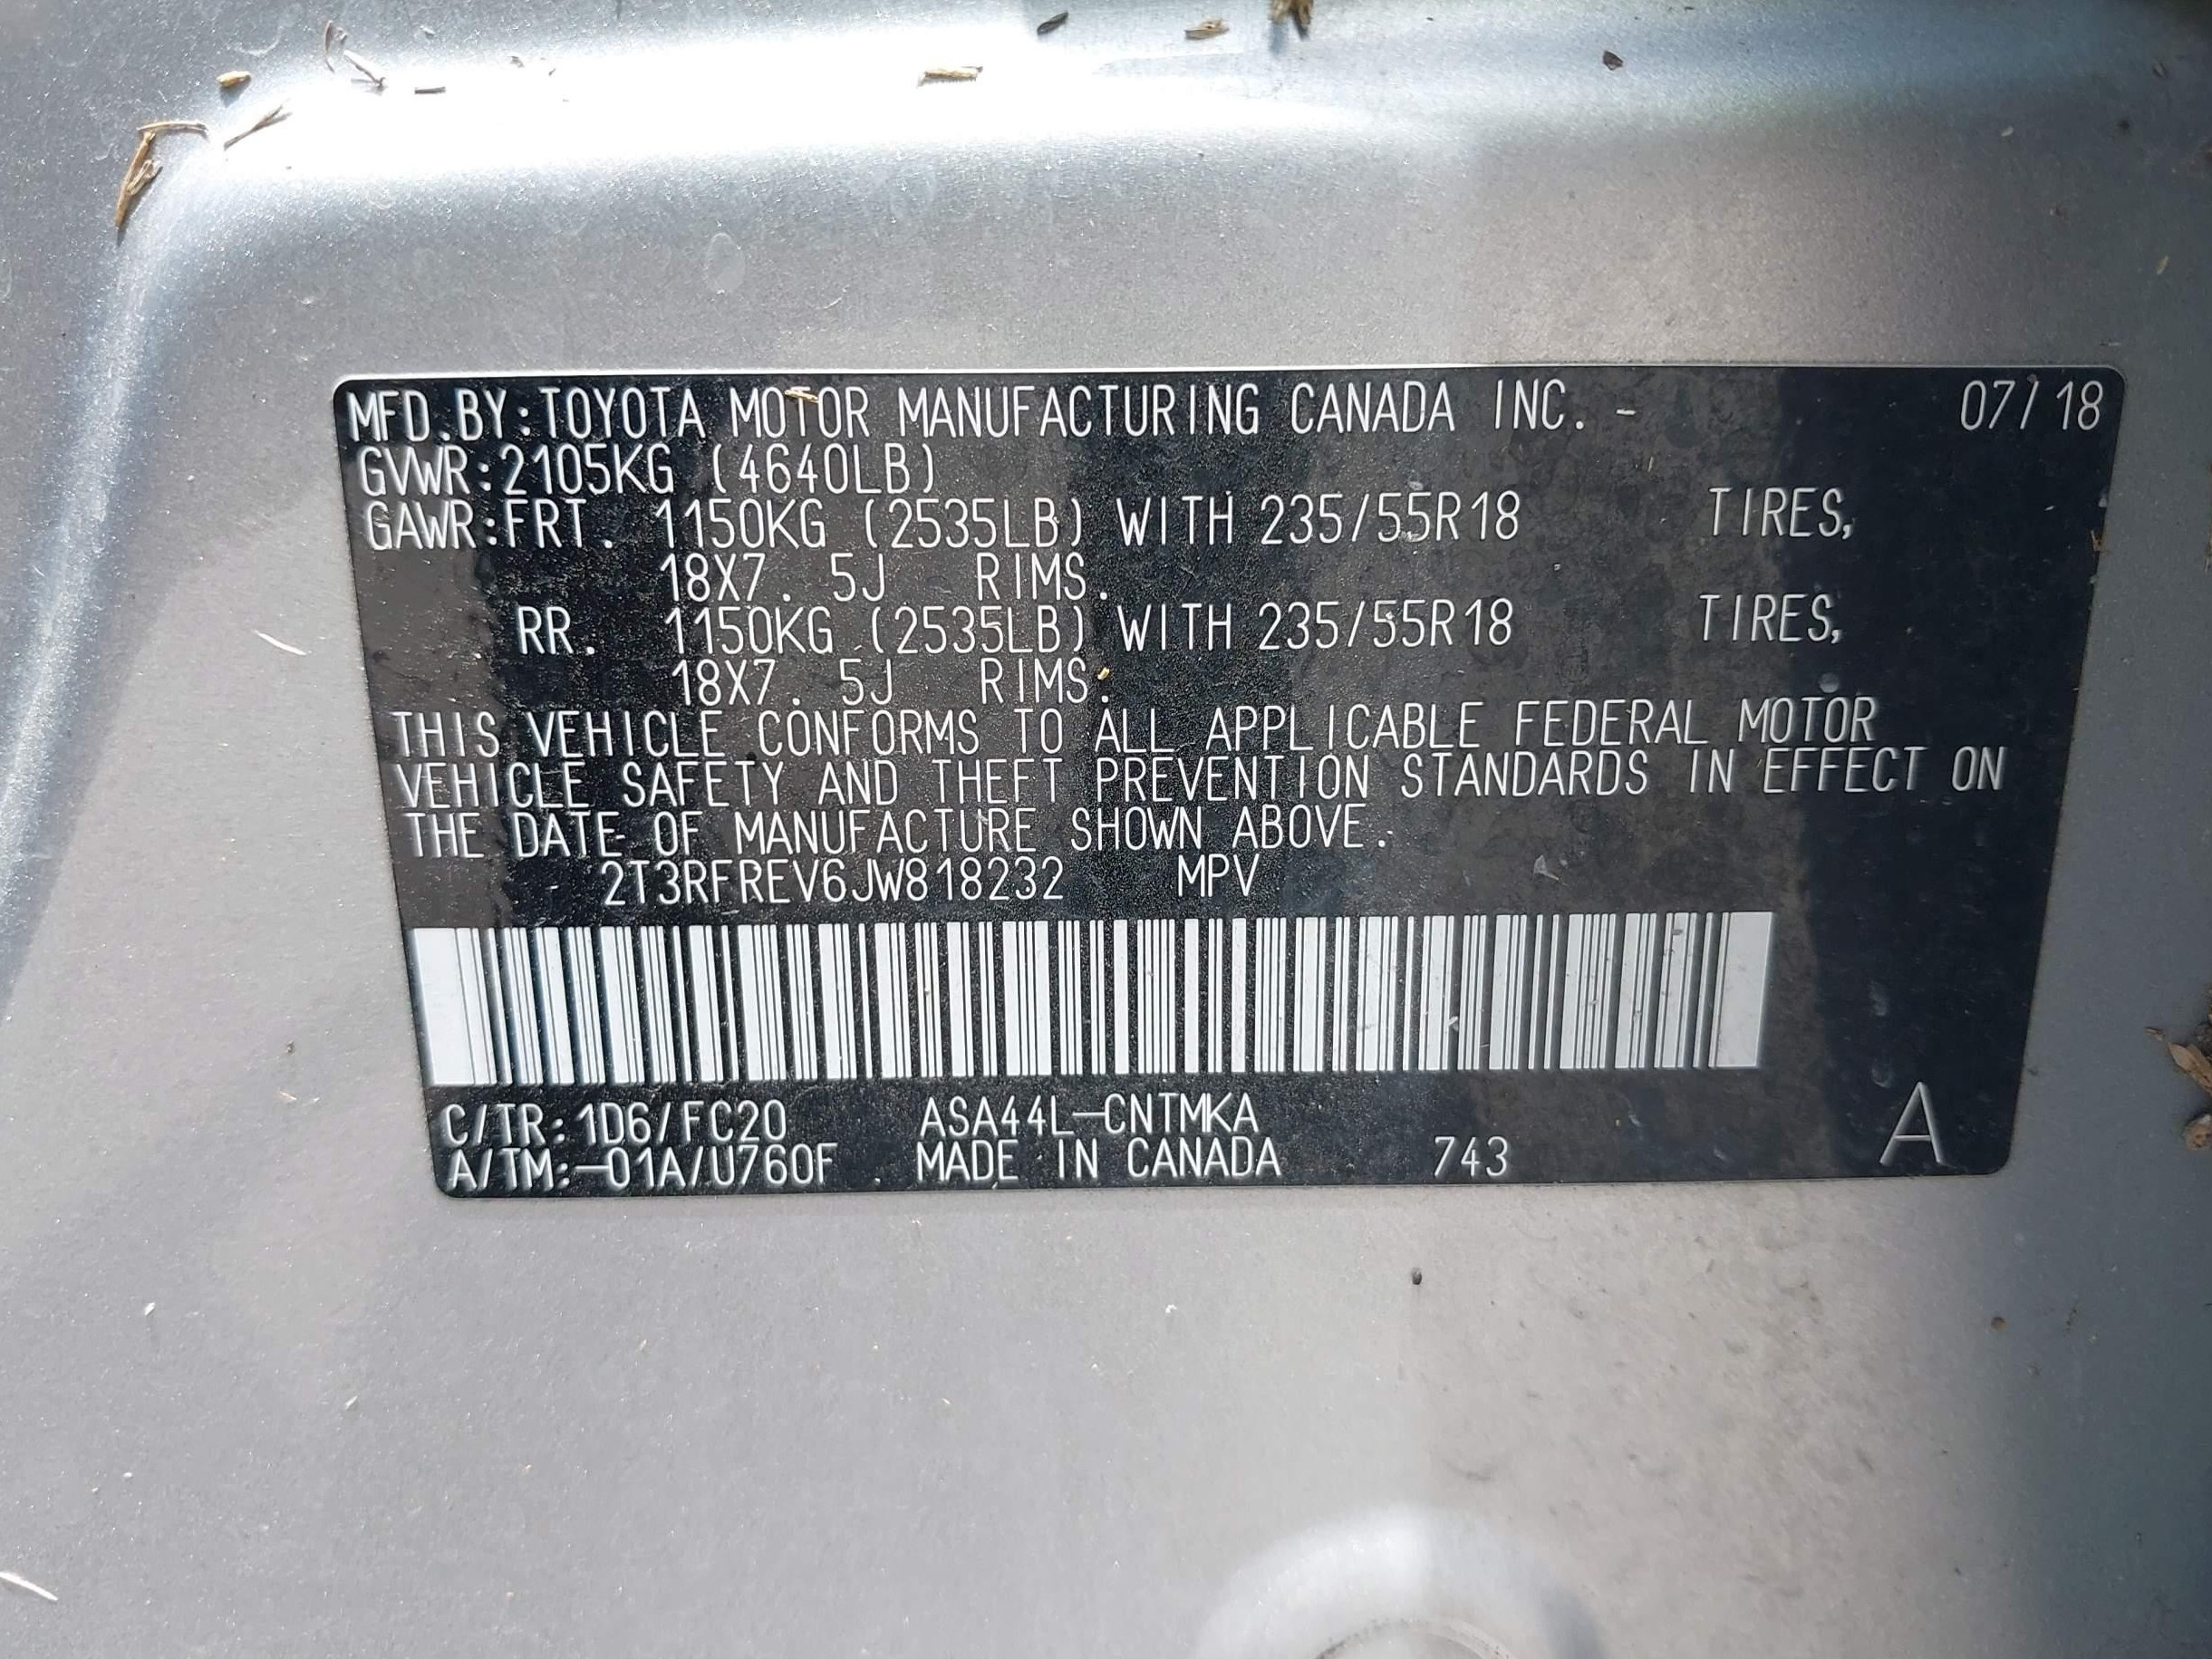 MFD.BY:TOYOTA MOTOR MANUFACTURING CANADA INC. - 07/18
GVWR:2105KG (4640LB)
GAWR:FRT. 1150KG (2535LB) WITH 235/55R18 TIRES,
18X7. 5J RIMS.
RR. 1150KG (2535LB) WITH 235/55R18 TIRES,
18X7. 5J RIMS.
THIS VEHICLE CONFORMS TO ALL APPLICABLE FEDERAL MOTOR
VEHICLE SAFETY AND THEFT PREVENTION STANDARDS IN EFFECT ON
THE DATE OF MANUFACTURE SHOWN ABOVE.
2T3RFREV6JW818232 MPV
C/TR:1D6/FC20 ASA44L-CNTMKA
A/TM:-01A/U760F MADE IN CANADA 743 A